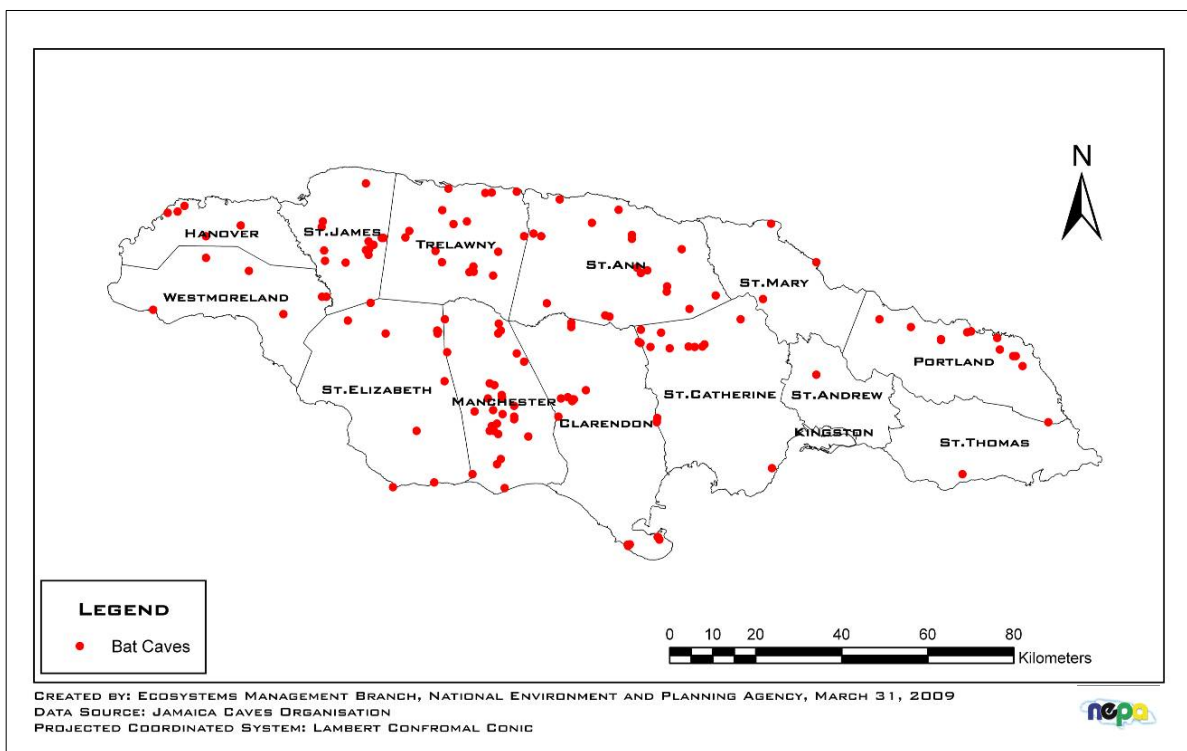 N
HANOVER
ST.JAMES
TRELAWNY
ST.ANN
ST.MARY
WESTMORELAND
PORTLAND
ST.ELIZABETH
MANCHESTER
CLARENDON
ST.CATHERINE
ST.ANDREW
KINGSTON
ST.THOMAS
LEGEND
Bat Caves
0 10 20 40 60 80
Kilometers
CREATED BY: ECOSYSTEMS MANAGEMENT BRANCH, NATIONAL ENVIRONMENT AND PLANNING AGENCY, MARCH 31, 2009
DATA SOURCE: JAMAICA CAVES ORGANISATION
PROJECTED COORDINATED SYSTEM: LAMBERT CONFROMAL CONIC
nepa